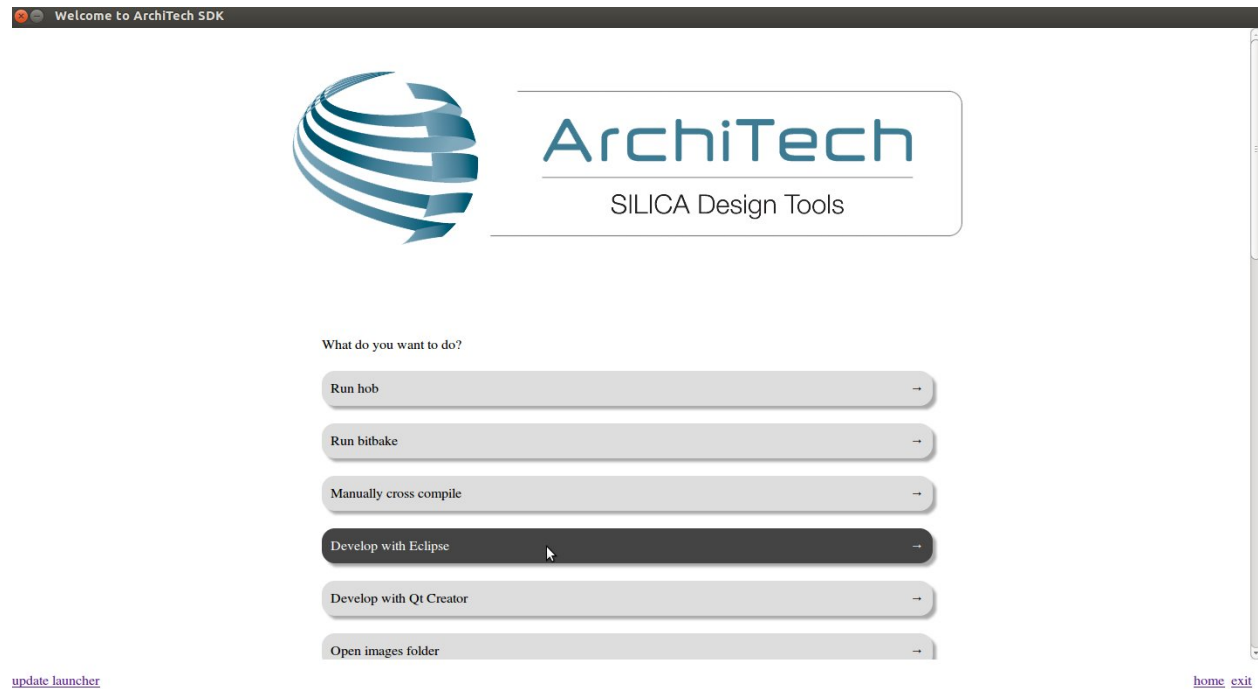 Welcome to ArchiTech SDK
ArchiTech
SILICA Design Tools
What do you want to do?
Run hob →
Run bitbake →
Manually cross compile →
Develop with Eclipse →
Develop with Qt Creator →
Open images folder →
update launcher
home exit